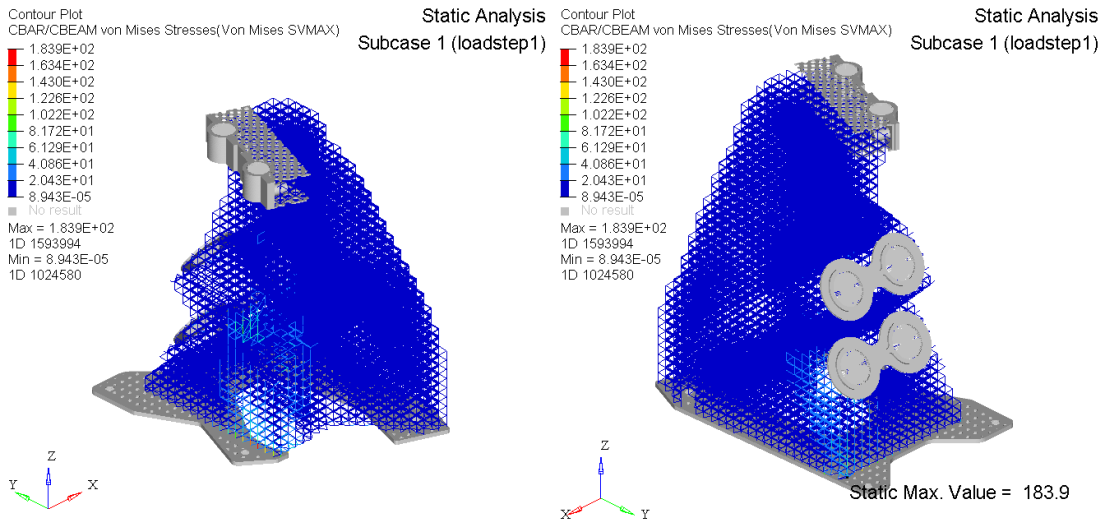 Contour Plot
CBAR/CBEAM von Mises Stresses(Von Mises SVMAX)
1.839E+02
1.634E+02
1.430E+02
1.226E+02
1.022E+02
8.172E+01
6.129E+01
4.086E+01
2.043E+01
8.943E-05
No result
Max = 1.839E+02
1D 1593994
Min = 8.943E-05
1D 1024580
Static Analysis
Subcase 1 (loadstep1)
Z
Y
X
Contour Plot
CBAR/CBEAM von Mises Stresses(Von Mises SVMAX)
1.839E+02
1.634E+02
1.430E+02
1.226E+02
1.022E+02
8.172E+01
6.129E+01
4.086E+01
2.043E+01
8.943E-05
No result
Max = 1.839E+02
1D 1593994
Min = 8.943E-05
1D 1024580
Static Analysis
Subcase 1 (loadstep1)
Z
X
Y
Static Max. Value = 183.9